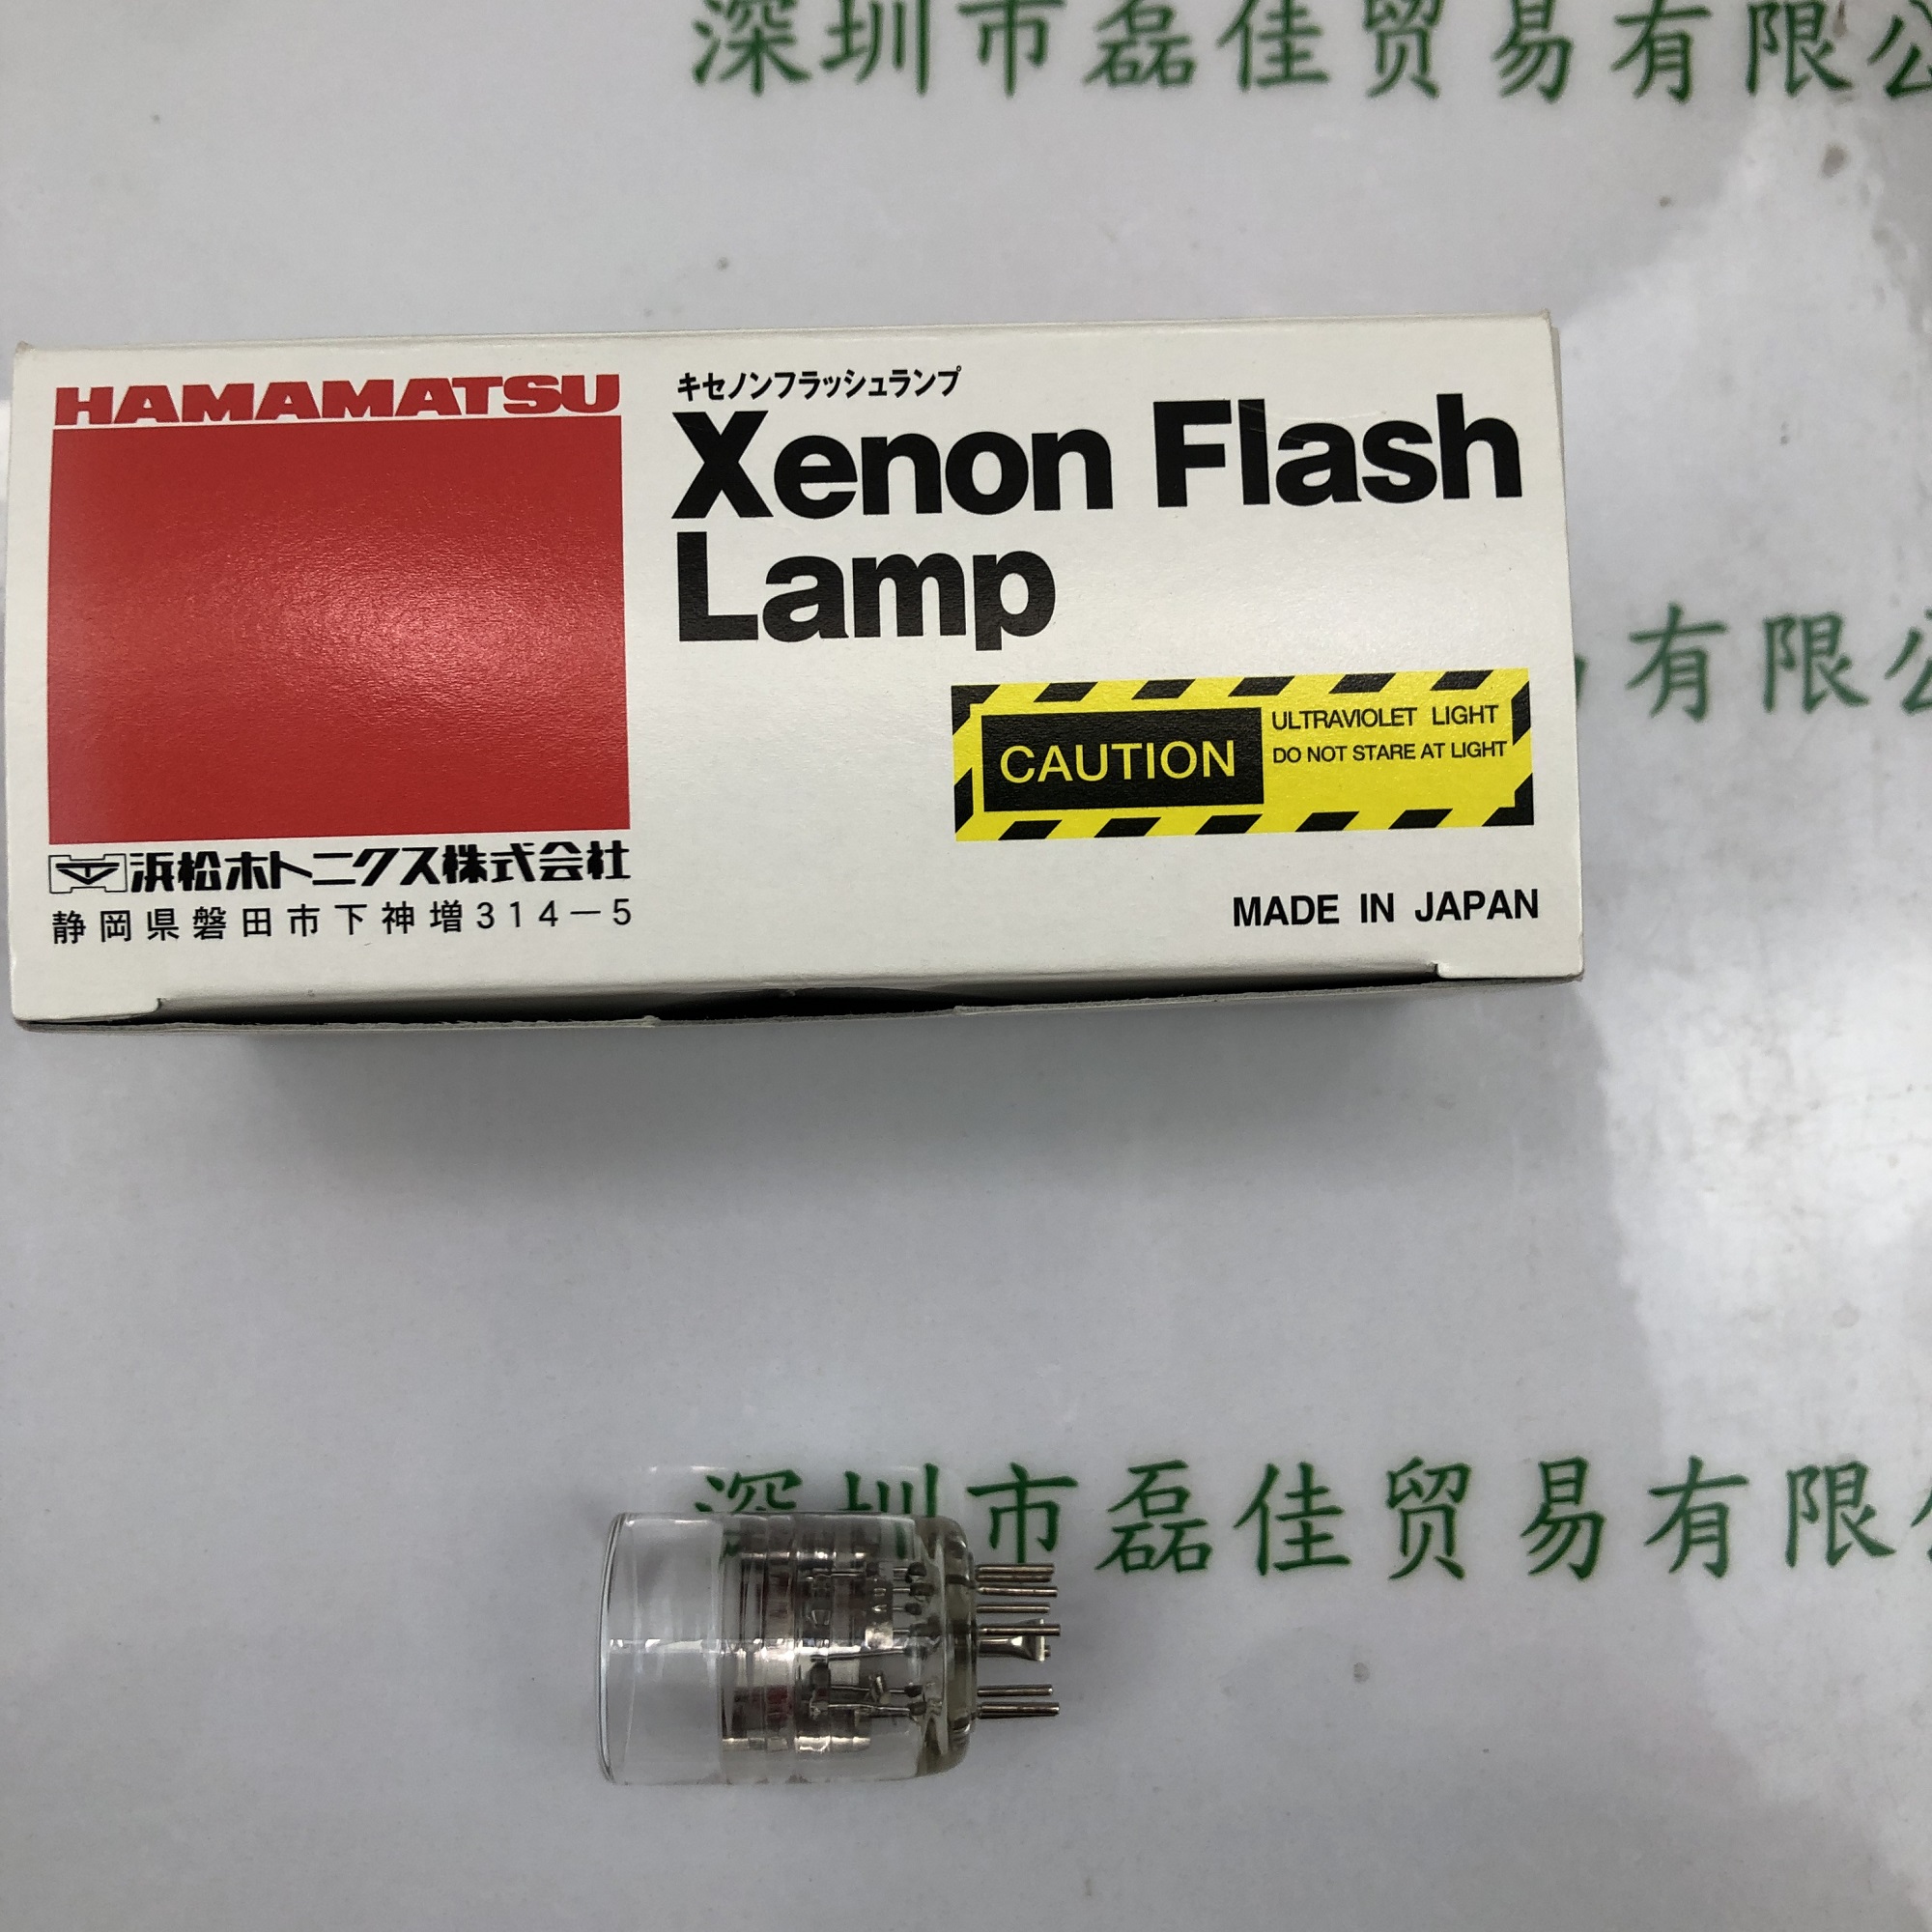 深圳市磊佳贸易有限公
HAMAMATSU
キセノンフラッシュランプ
Xenon Flash
Lamp
CAUTION
ULTRAVIOLET LIGHT
DO NOT STARE AT LIGHT
浜松ホトニクス株式会社
静岡県磐田市下神増314-5
MADE IN JAPAN
易有限公
深圳市磊佳贸易有限公